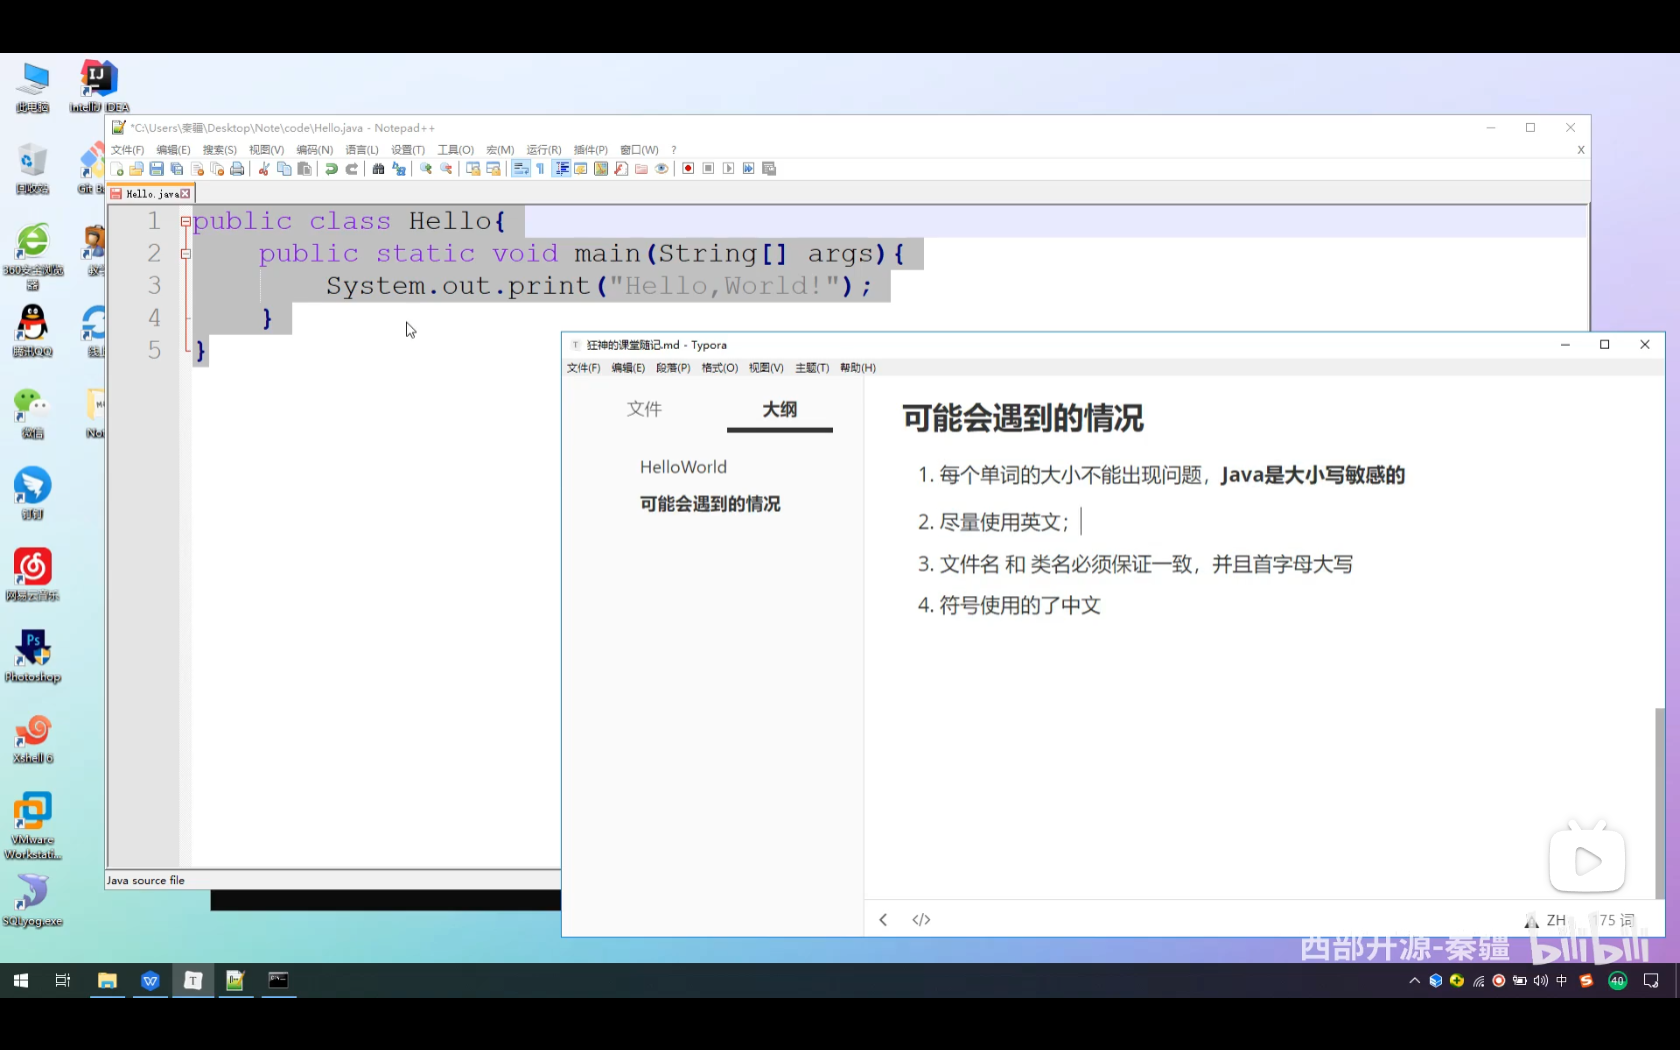 此电脑
IntelliJ IDEA
回收站
Git B
360安全浏览器
腾讯QQ
微信
No
钉钉
网易云音乐
Ps
Photoshop
Xshell 6
VMware Workstati...
SQLyog.exe
*C:\Users\秦疆\Desktop\Note\code\Hello.java - Notepad++
文件(F) 编辑(E) 搜索(S) 视图(V) 编码(N) 语言(L) 设置(T) 工具(O) 宏(M) 运行(R) 插件(P) 窗口(W) ? X
Hello.java
1 public class Hello{
2 public static void main(String[] args){
3 System.out.print("Hello,World!");
4 }
5 }
Java source file
狂神的课堂随记.md - Typora
文件(F) 编辑(E) 段落(P) 格式(O) 视图(V) 主题(T) 帮助(H)
文件 大纲
HelloWorld
可能会遇到的情况
可能会遇到的情况
1. 每个单词的大小不能出现问题，Java是大小写敏感的
2. 尽量使用英文；
3. 文件名 和 类名必须保证一致，并且首字母大写
4. 符号使用的了中文
</>
ZH 175 词
西部开源-秦疆 bilibili
中 40